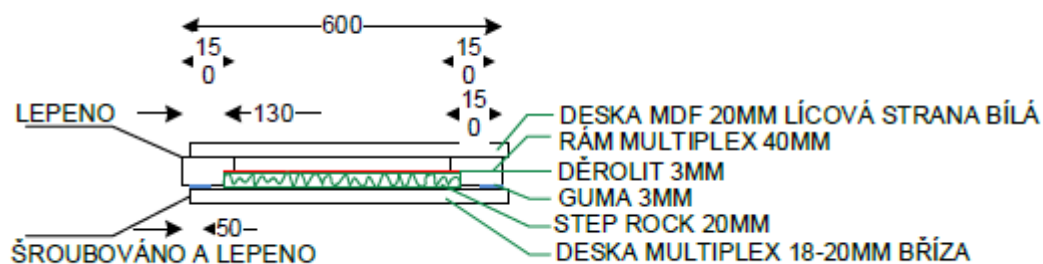 600
15
0
15
0
LEPENO
130
15
0
DESKA MDF 20MM LÍCOVÁ STRANA BÍLÁ
RÁM MULTIPLEX 40MM
DĚROLIT 3MM
GUMA 3MM
STEP ROCK 20MM
50
ŠROUBOVÁNO A LEPENO
DESKA MULTIPLEX 18-20MM BŘÍZA